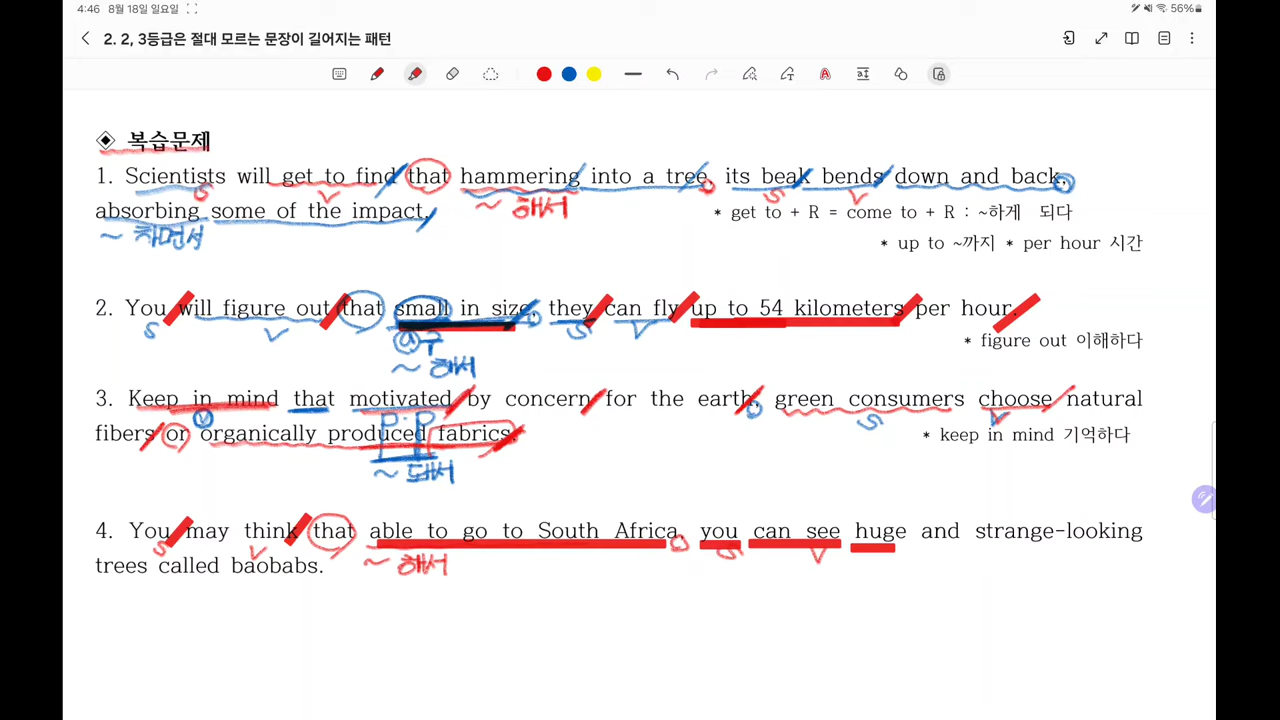 4:46 8월 18일 일요일 56%
2. 2, 3등급은 절대 모르는 문장이 길어지는 패턴
◈ 복습문제
1. Scientists will get to find that hammering into a tree, its beak bends down and back,
S V ~ 해서 S V
absorbing some of the impact. * get to + R = come to + R : ~하게 되다
~ 하면서 * up to ~까지 * per hour 시간
2. You will figure out that small in size, they can fly up to 54 kilometers per hour.
S V ⓐ구 S V
~ 해서 * figure out 이해하다
3. Keep in mind that motivated by concern for the earth, green consumers choose natural
ⓥ P.P S V
fibers or organically produced fabrics. * keep in mind 기억하다
~ 돼서
4. You may think that able to go to South Africa, you can see huge and strange-looking
S V ~ 해서 S V
trees called baobabs.